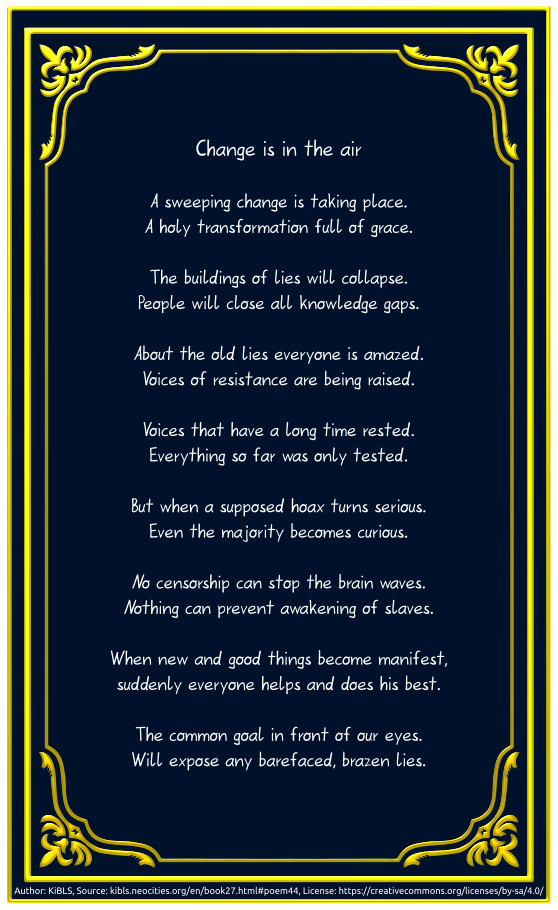 Change is in the air
A sweeping change is taking place.
A holy transformation full of grace.
The buildings of lies will collapse.
People will close all knowledge gaps.
About the old lies everyone is amazed.
Voices of resistance are being raised.
Voices that have a long time rested.
Everything so far was only tested.
But when a supposed hoax turns serious.
Even the majority becomes curious.
No censorship can stop the brain waves.
Nothing can prevent awakening of slaves.
When new and good things become manifest,
suddenly everyone helps and does his best.
The common goal in front of our eyes.
Will expose any barefaced, brazen lies.
Author: KiBLS, Source: kibls.neocities.org/en/book27.html#poem44, License: https://creativecommons.org/licenses/by-sa/4.0/